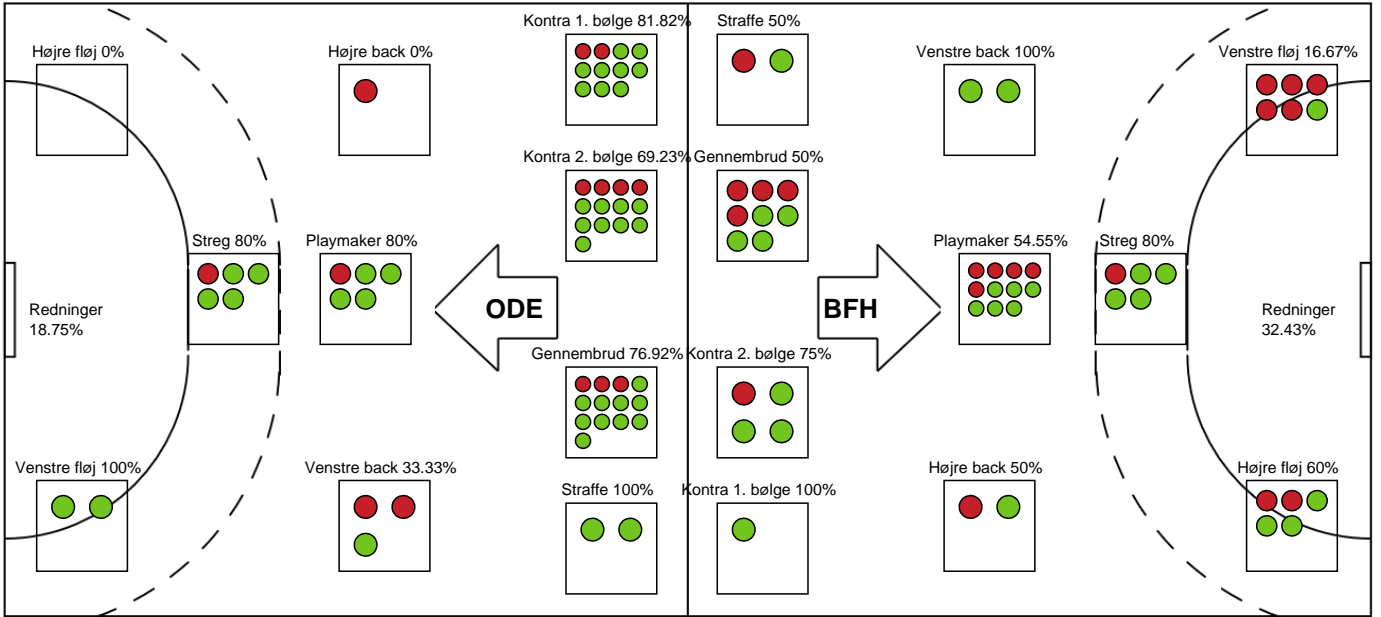 Kontra 1. bølge 81.82%
Straffe 50%
Højre fløj 0%
Højre back 0%
Venstre back 100%
Venstre fløj 16.67%
Kontra 2. bølge 69.23%
Gennembrud 50%
Streg 80%
Playmaker 80%
Playmaker 54.55%
Streg 80%
Redninger
18.75%
ODE
BFH
Redninger
32.43%
Gennembrud 76.92%
Kontra 2. bølge 75%
Venstre fløj 100%
Venstre back 33.33%
Højre back 50%
Højre fløj 60%
Straffe 100%
Kontra 1. bølge 100%